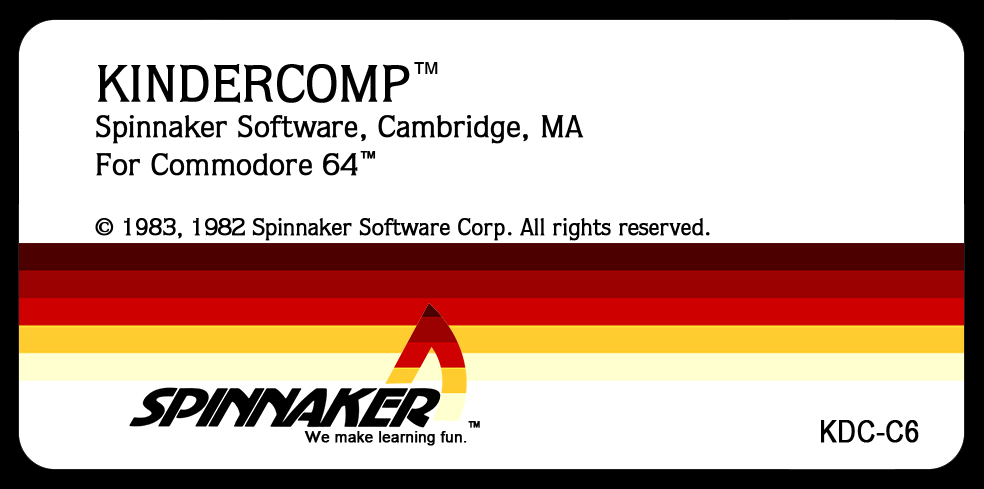 KINDERCOMP™
Spinnaker Software, Cambridge, MA
For Commodore 64™
© 1983, 1982 Spinnaker Software Corp. All rights reserved.
SPINNAKER™
We make learning fun.
KDC-C6